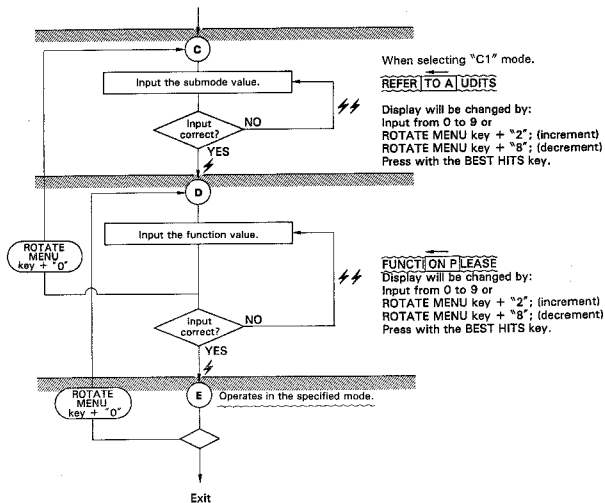 C
When selecting "C1" mode.
Input the submode value.
REFER TO A UDITS
Input correct?
NO
YES
Display will be changed by:
Input from 0 to 9 or
ROTATE MENU key + "2"; (increment)
ROTATE MENU key + "8"; (decrement)
Press with the BEST HITS key.
D
Input the function value.
ROTATE
MENU
key + "0"
FUNCTI ON P LEASE
Display will be changed by:
Input from 0 to 9 or
ROTATE MENU key + "2"; (increment)
ROTATE MENU key + "8"; (decrement)
Press with the BEST HITS key.
Input
correct?
NO
YES
ROTATE
MENU
key + "0"
E
Operates in the specified mode.
Exit